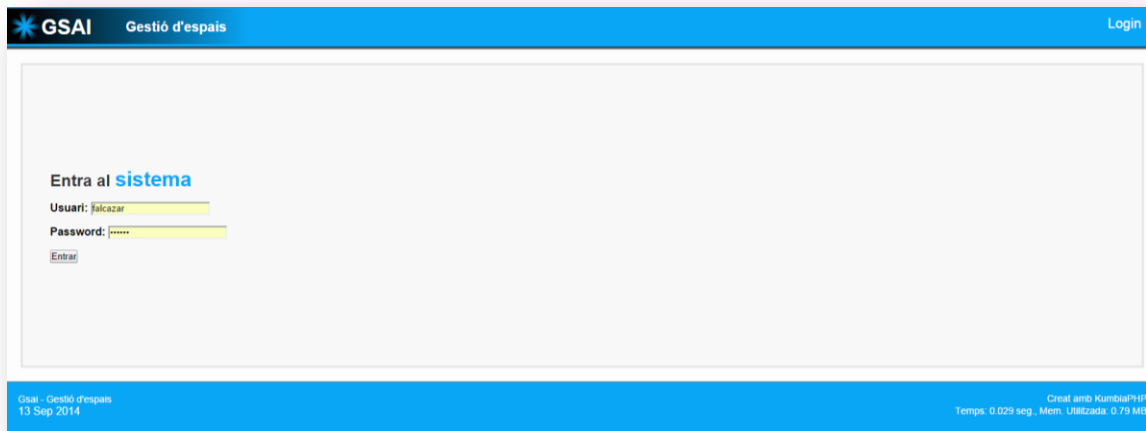 GSAI Gestió d'espais Login
Entra al sistema
Usuari: falcazar
Password: ••••••
Entrar
Gsai - Gestió d'espais
13 Sep 2014
Creat amb KumbiaPHP
Temps: 0.029 seg., Mem. Utilitzada: 0.79 MB